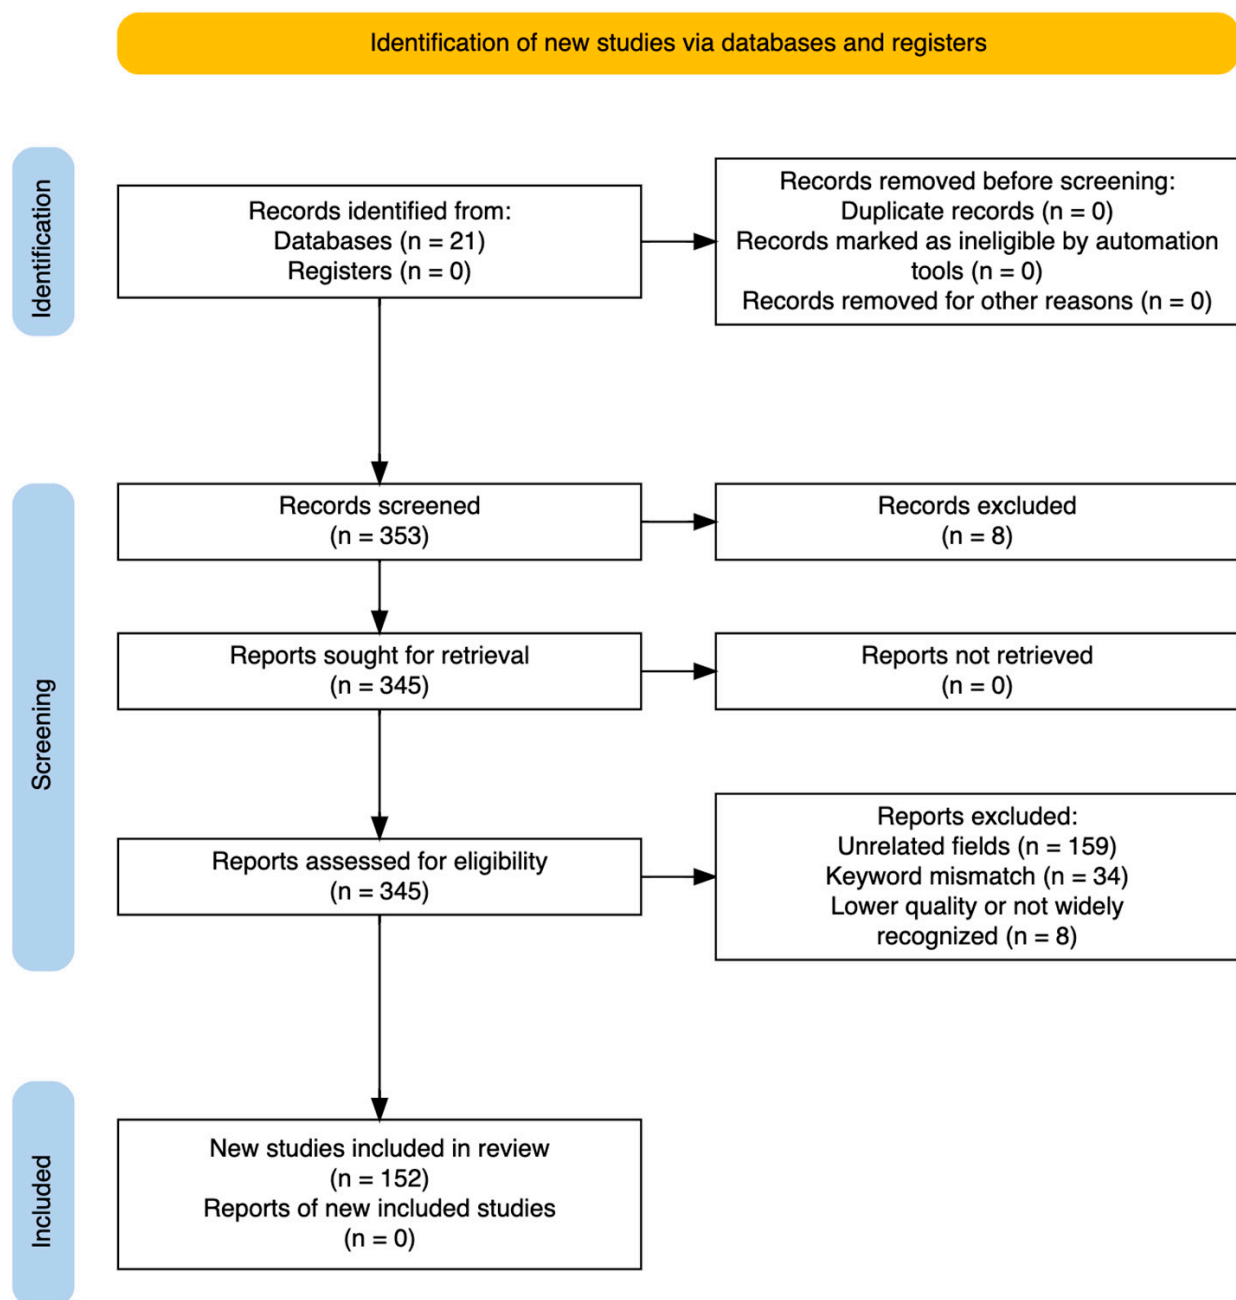 Identification of new studies via databases and registers
Identification
Records identified from:
Databases (n = 21)
Registers (n = 0)
Records removed before screening:
Duplicate records (n = 0)
Records marked as ineligible by automation
tools (n = 0)
Records removed for other reasons (n = 0)
Screening
Records screened
(n = 353)
Records excluded
(n = 8)
Reports sought for retrieval
(n = 345)
Reports not retrieved
(n = 0)
Reports assessed for eligibility
(n = 345)
Reports excluded:
Unrelated fields (n = 159)
Keyword mismatch (n = 34)
Lower quality or not widely
recognized (n = 8)
Included
New studies included in review
(n = 152)
Reports of new included studies
(n = 0)